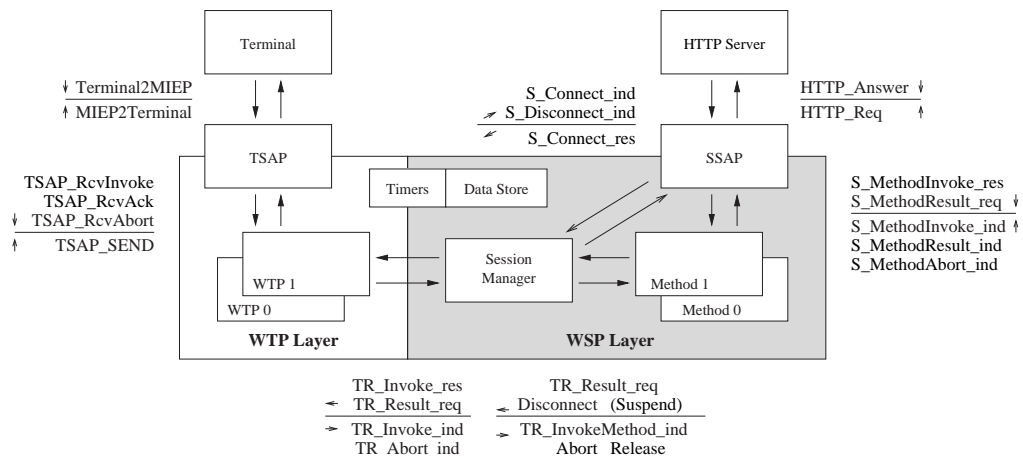 Terminal
HTTP Server
Terminal2MIEP
MIEP2Terminal
S_Connect_ind
S_Disconnect_ind
S_Connect_res
HTTP_Answer
HTTP_Req
TSAP
SSAP
TSAP_RcvInvoke
TSAP_RcvAck
TSAP_RcvAbort
TSAP_SEND
Timers
Data Store
S_MethodInvoke_res
S_MethodResult_req
S_MethodInvoke_ind
S_MethodResult_ind
S_MethodAbort_ind
WTP 1
WTP 0
Session
Manager
Method 1
Method 0
WTP Layer
WSP Layer
TR_Invoke_res
TR_Result_req
TR_Invoke_ind
TR_Abort_ind
TR_Result_req
Disconnect (Suspend)
TR_InvokeMethod_ind
Abort Release